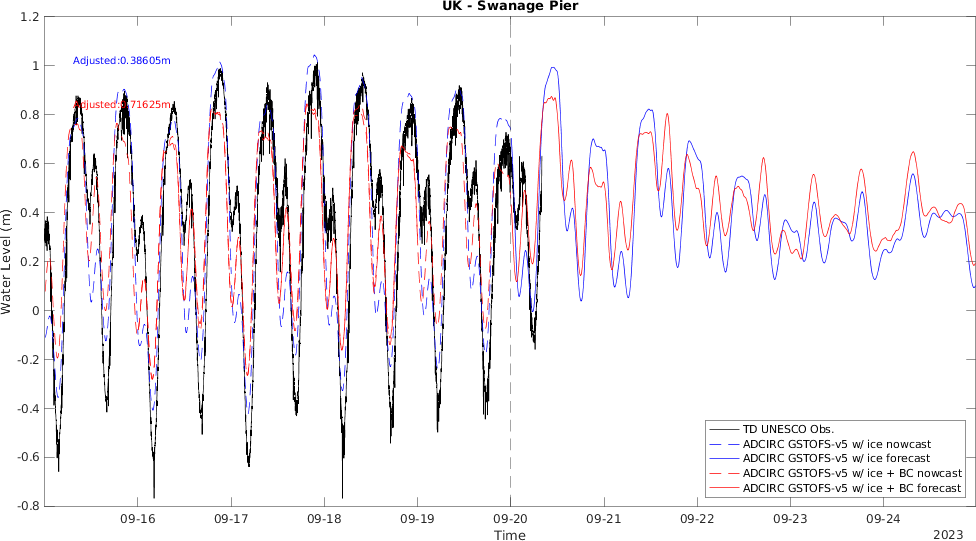 UK - Swanage Pier
1.2
1
0.8
0.6
0.4
0.2
0
-0.2
-0.4
-0.6
-0.8
Water Level (m)
Adjusted:0.38605m
Adjusted: .71625m
TD UNESCO Obs.
ADCIRC GSTOFS-v5 w/ ice nowcast
ADCIRC GSTOFS-v5 w/ ice forecast
ADCIRC GSTOFS-v5 w/ ice + BC nowcast
ADCIRC GSTOFS-v5 w/ ice + BC forecast
09-16 09-17 09-18 09-19 09-20 09-21 09-22 09-23 09-24
Time
2023